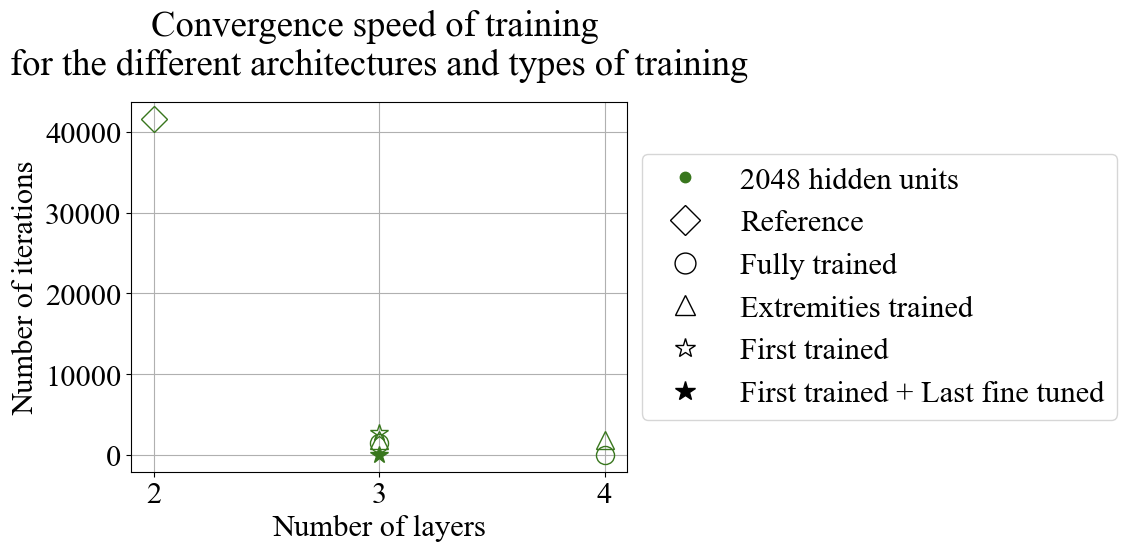 Convergence speed of training
for the different architectures and types of training
Number of iterations
40000
30000
20000
10000
0
2
3
4
Number of layers
2048 hidden units
Reference
Fully trained
Extremities trained
First trained
First trained + Last fine tuned